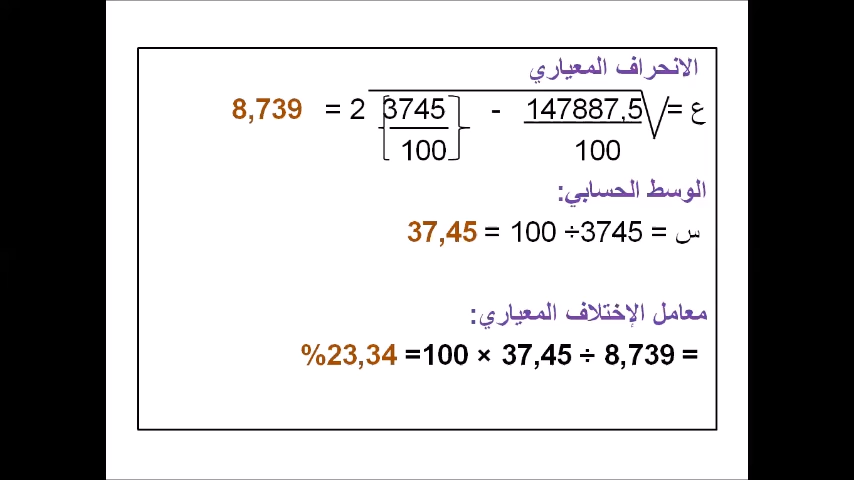 الانحراف المعياري
ع = √ 147887,5 - [3745] 2 = 8,739
100 100
الوسط الحسابي:
س = 3745÷ 100 = 37,45
معامل الإختلاف المعياري:
= 8,739 ÷ 37,45 × 100= 23,34%